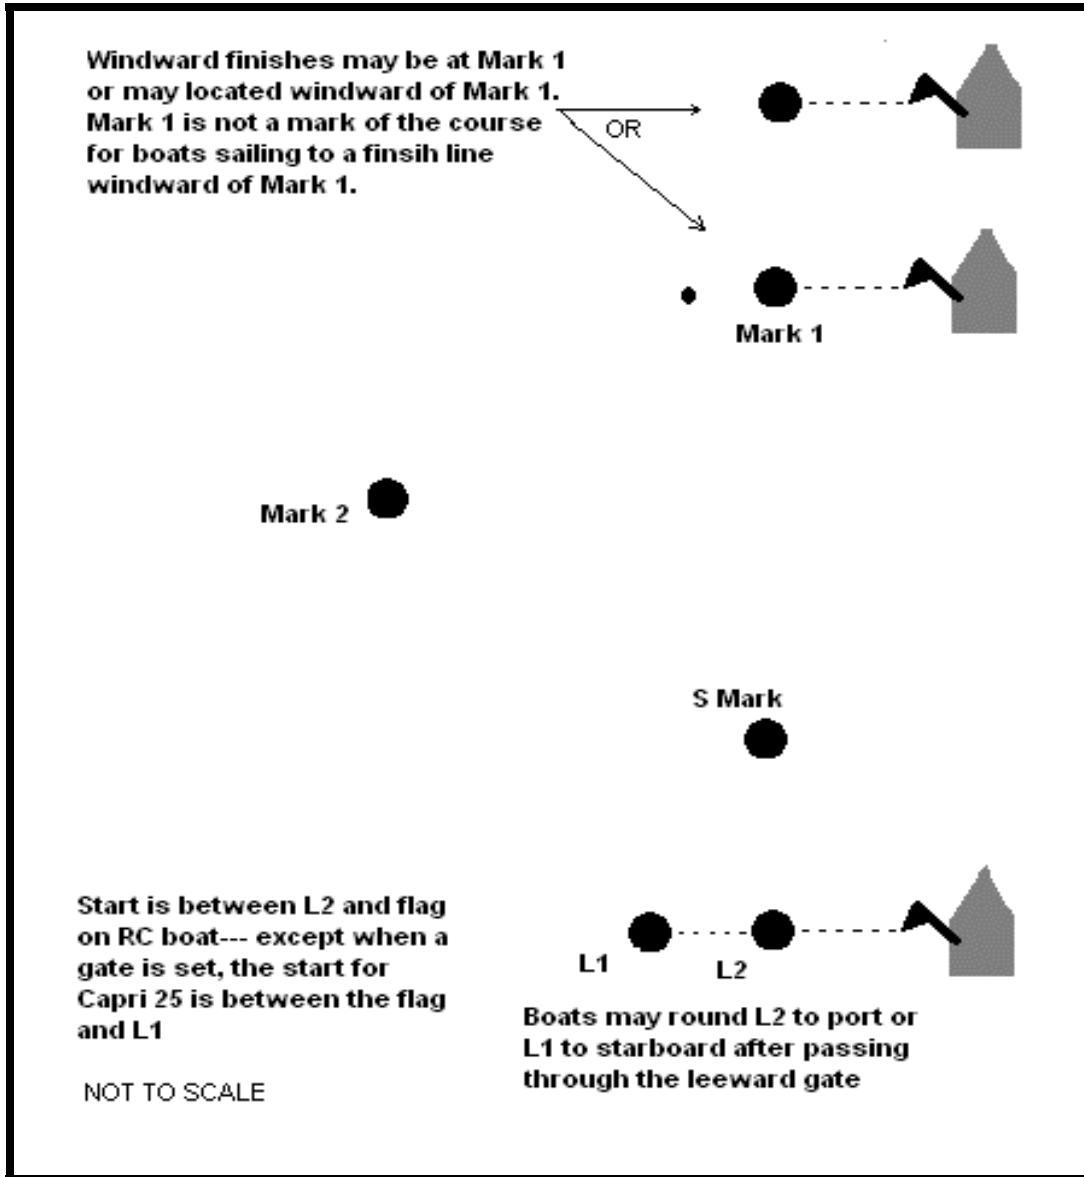 Windward finishes may be at Mark 1
or may located windward of Mark 1.
Mark 1 is not a mark of the course
for boats sailing to a finsih line
windward of Mark 1.
OR
Mark 1
Mark 2
S Mark
Start is between L2 and flag
on RC boat--- except when a
gate is set, the start for
Capri 25 is between the flag
and L1
L1
L2
Boats may round L2 to port or
L1 to starboard after passing
through the leeward gate
NOT TO SCALE